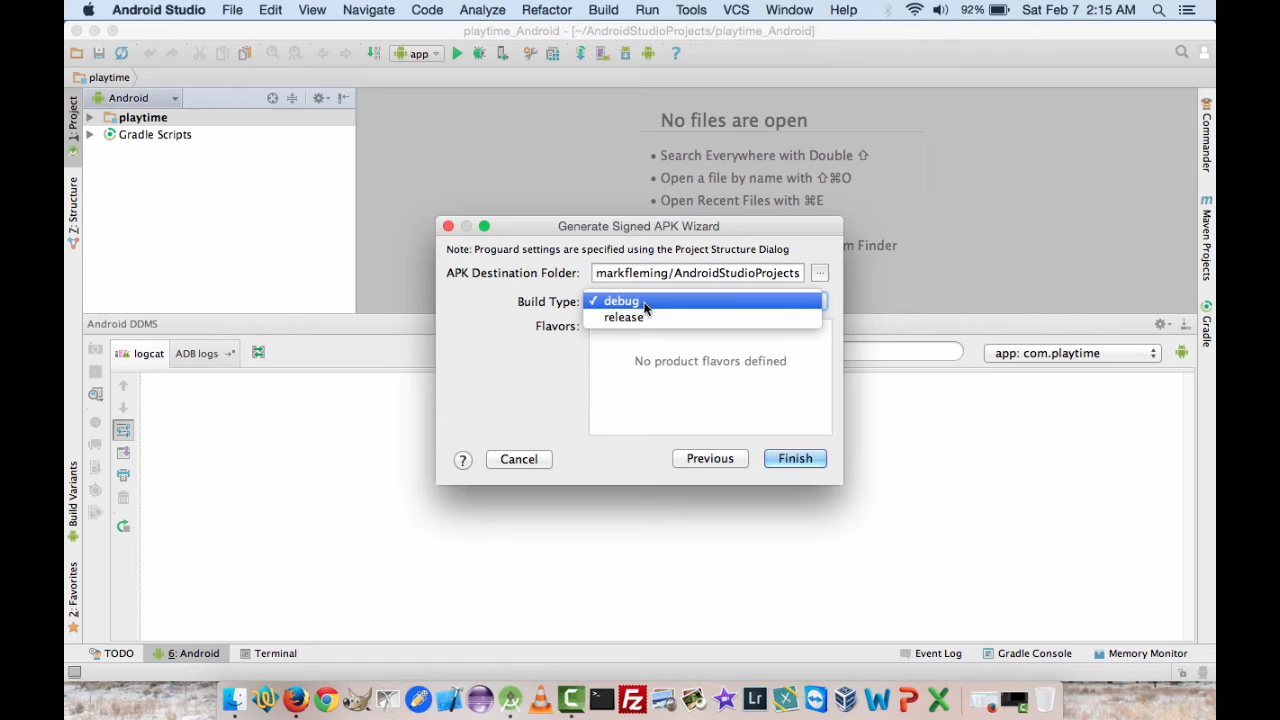 Android Studio File Edit View Navigate Code Analyze Refactor Build Run Tools VCS Window Help 92% Sat Feb 7 2:15 AM
playtime_Android - [~/AndroidStudioProjects/playtime_Android]
app
playtime
1: Project
Android
playtime
Gradle Scripts
Z: Structure
No files are open
• Search Everywhere with Double ⇧
• Open a file by name with ⇧⌘O
• Open Recent Files with ⌘E
m Finder
Commander
Maven Projects
Gradle
Generate Signed APK Wizard
Note: Proguard settings are specified using the Project Structure Dialog
APK Destination Folder: markfleming/AndroidStudioProjects ...
Build Type: ✓ debug
release
Flavors:
No product flavors defined
? Cancel Previous Finish
Android DDMS
logcat ADB logs
app: com.playtime
Build Variants
2: Favorites
TODO 6: Android Terminal Event Log Gradle Console Memory Monitor
Fz Lr W P X